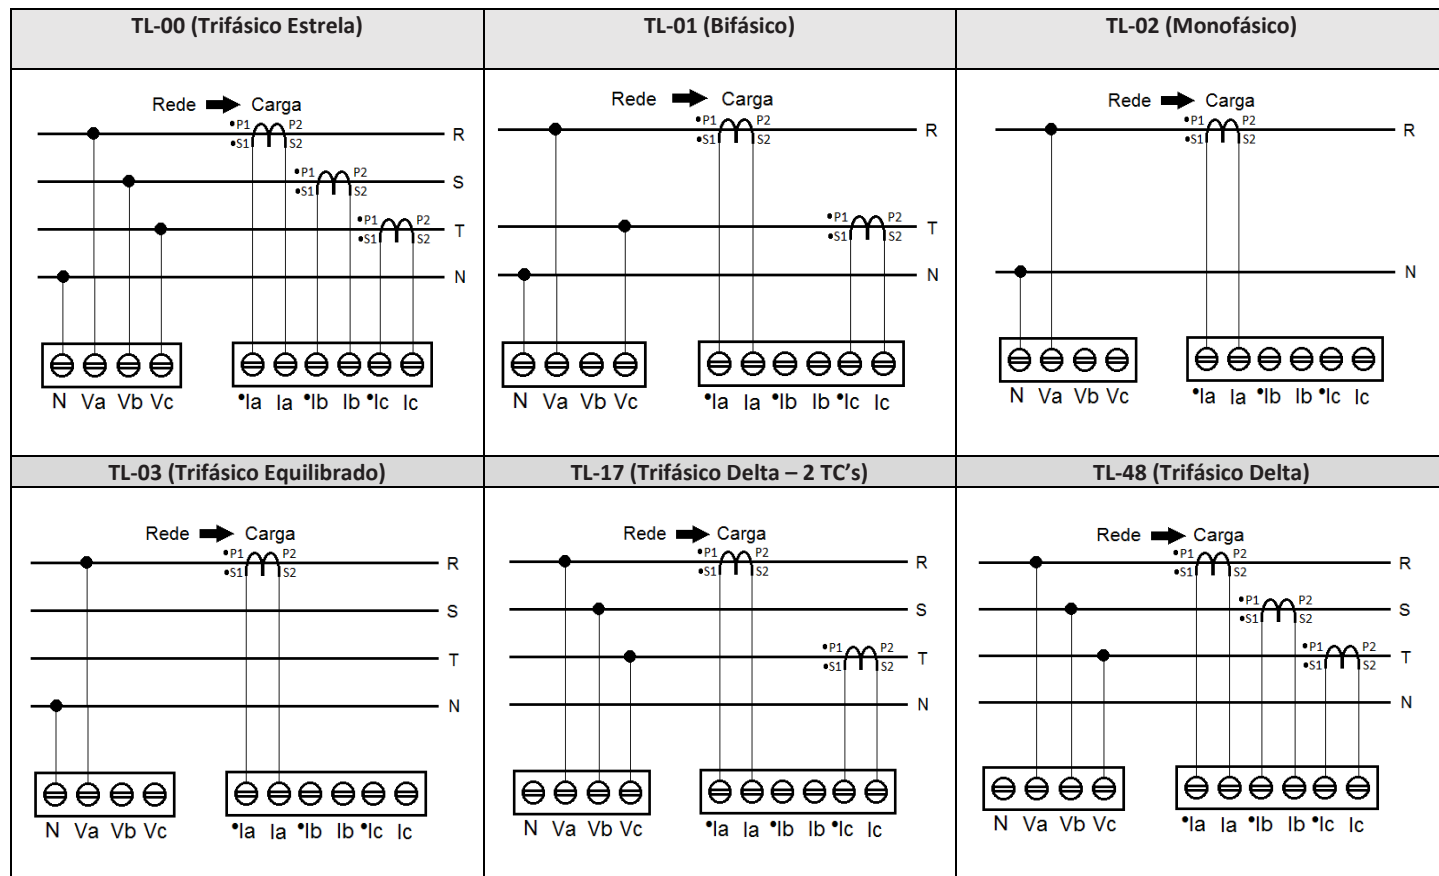 TL-00 (Trifásico Estrela)
Rede Carga
•P1 P2
R
•S1 S2
•P1 P2
S
•S1 S2
•P1 P2
T
•S1 S2
N
N Va Vb Vc •Ia Ia •Ib Ib •Ic Ic
TL-01 (Bifásico)
Rede Carga
•P1 P2
R
•S1 S2
•P1 P2
T
•S1 S2
N
N Va Vb Vc •Ia Ia •Ib Ib •Ic Ic
TL-02 (Monofásico)
Rede Carga
•P1 P2
R
•S1 S2
N
N Va Vb Vc •Ia Ia •Ib Ib •Ic Ic
TL-03 (Trifásico Equilibrado)
Rede Carga
•P1 P2
R
•S1 S2
S
T
N
N Va Vb Vc •Ia Ia •Ib Ib •Ic Ic
TL-17 (Trifásico Delta – 2 TC’s)
Rede Carga
•P1 P2
R
•S1 S2
S
•P1 P2
T
•S1 S2
N
N Va Vb Vc •Ia Ia •Ib Ib •Ic Ic
TL-48 (Trifásico Delta)
Rede Carga
•P1 P2
R
•S1 S2
•P1 P2
S
•S1 S2
•P1 P2
T
•S1 S2
N
N Va Vb Vc •Ia Ia •Ib Ib •Ic Ic